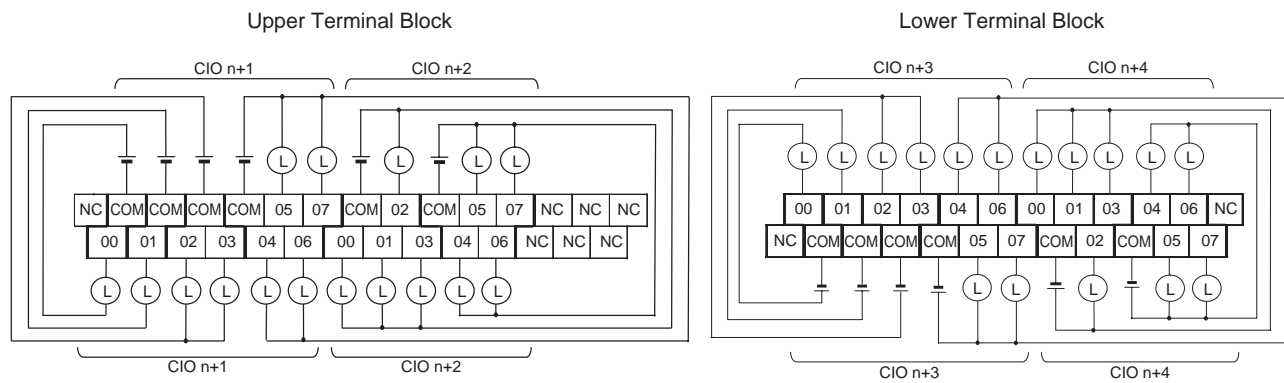 Upper Terminal Block
CIO n+1 CIO n+2
L L L L L
NC COM COM COM COM 05 07 COM 02 COM 05 07 NC NC NC
00 01 02 03 04 06 00 01 03 04 06 NC NC NC
L L L L L L L L L L L
CIO n+1 CIO n+2
Lower Terminal Block
CIO n+3 CIO n+4
L L L L L L L L L L L
00 01 02 03 04 06 00 01 03 04 06 NC
NC COM COM COM COM 05 07 COM 02 COM 05 07
L L L L L
CIO n+3 CIO n+4